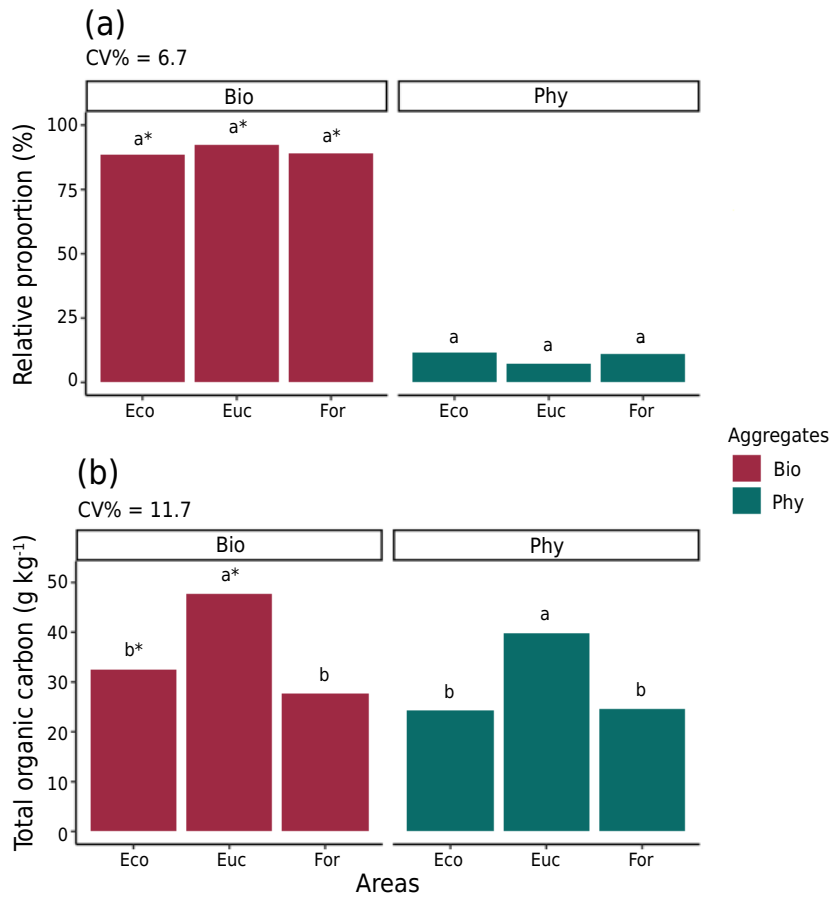 (a)
CV% = 6.7
Bio
Phy
Relative proportion (%)
100
75
50
25
0
a*
a*
a*
a
a
a
Eco
Euc
For
Eco
Euc
For
Aggregates
Bio
Phy
(b)
CV% = 11.7
Bio
Phy
Total organic carbon (g kg⁻¹)
50
40
30
20
10
0
b*
a*
b
b
a
b
Eco
Euc
For
Eco
Euc
For
Areas